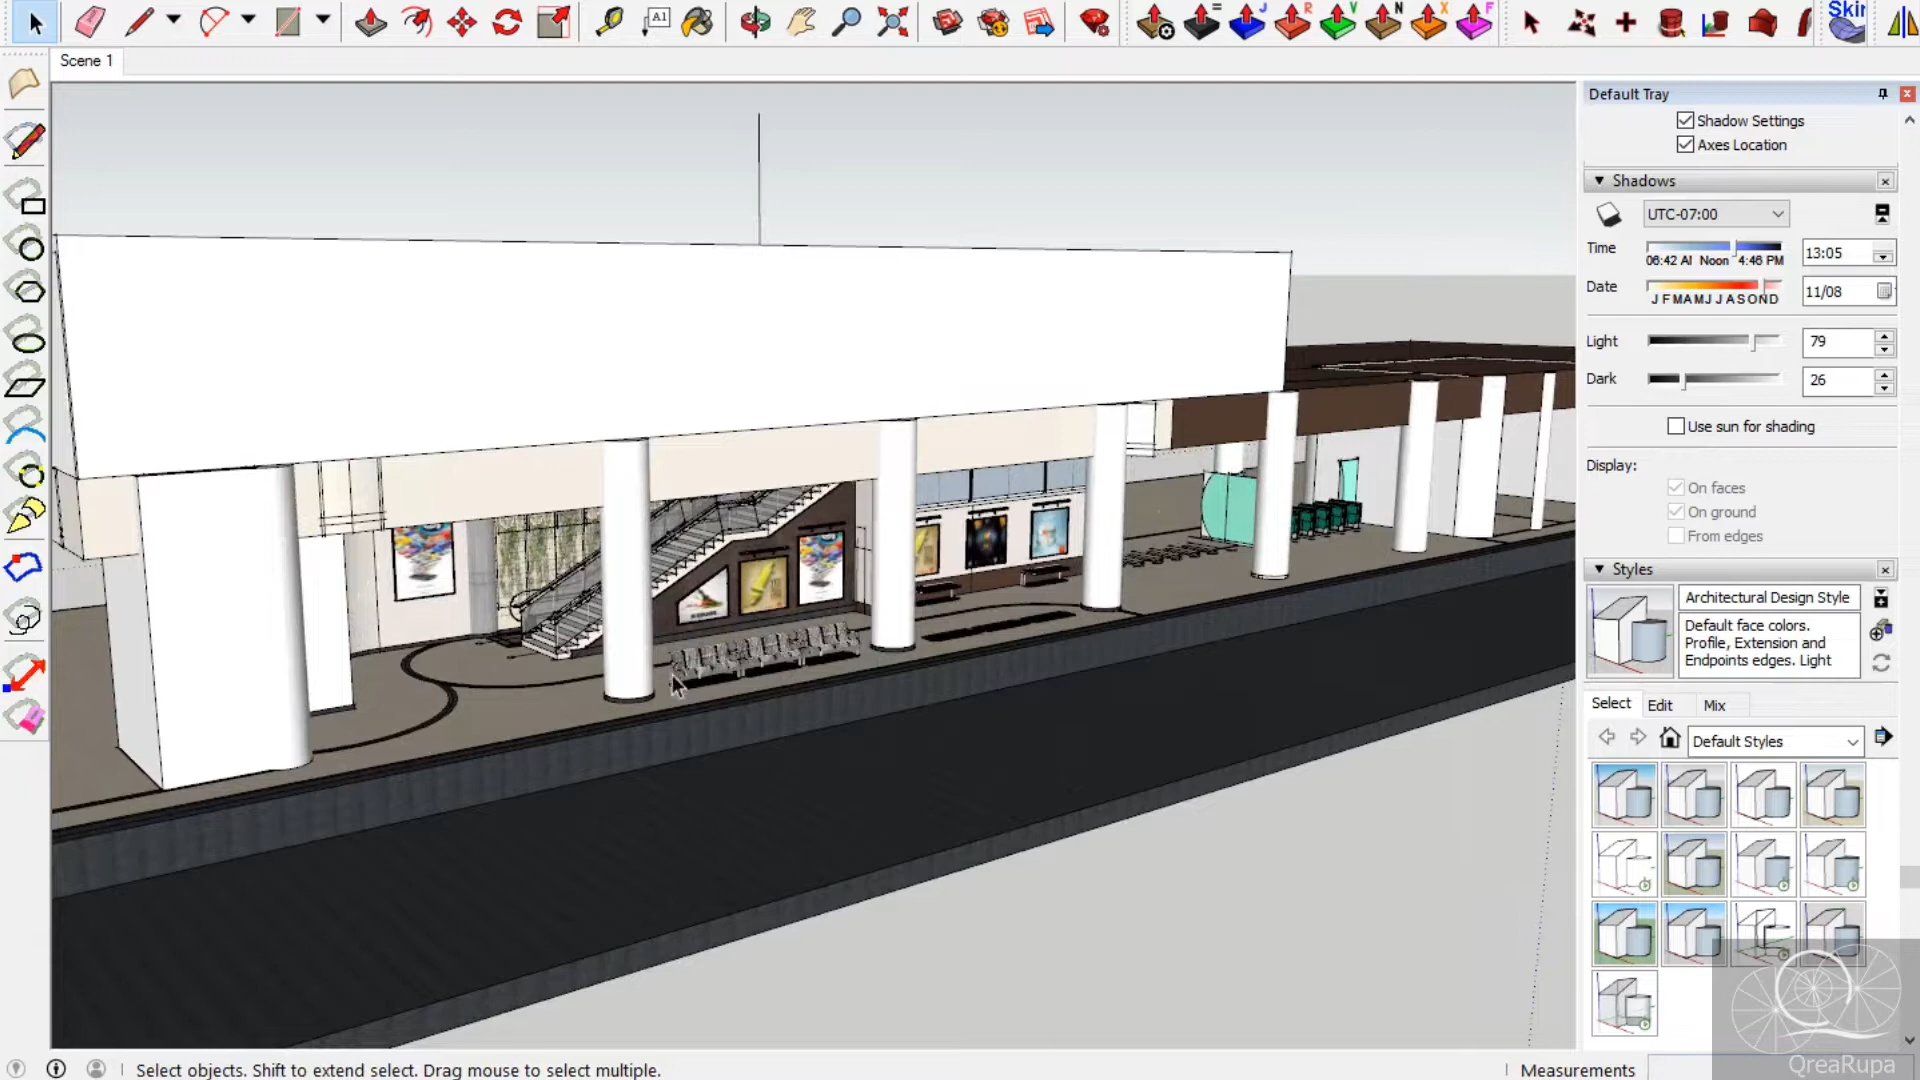 A1
=
J
R
V
N
X
F
Skin
Scene 1
Default Tray
Shadow Settings
Axes Location
Shadows
UTC-07:00
Time
06:42 AI Noon 4:46 PM
13:05
Date
J F M A M J J A S O N D
11/08
Light
79
Dark
26
Use sun for shading
Display:
On faces
On ground
From edges
Styles
Architectural Design Style
Default face colors.
Profile, Extension and
Endpoints edges. Light
Select
Edit
Mix
Default Styles
QreaRupa
Select objects. Shift to extend select. Drag mouse to select multiple.
Measurements